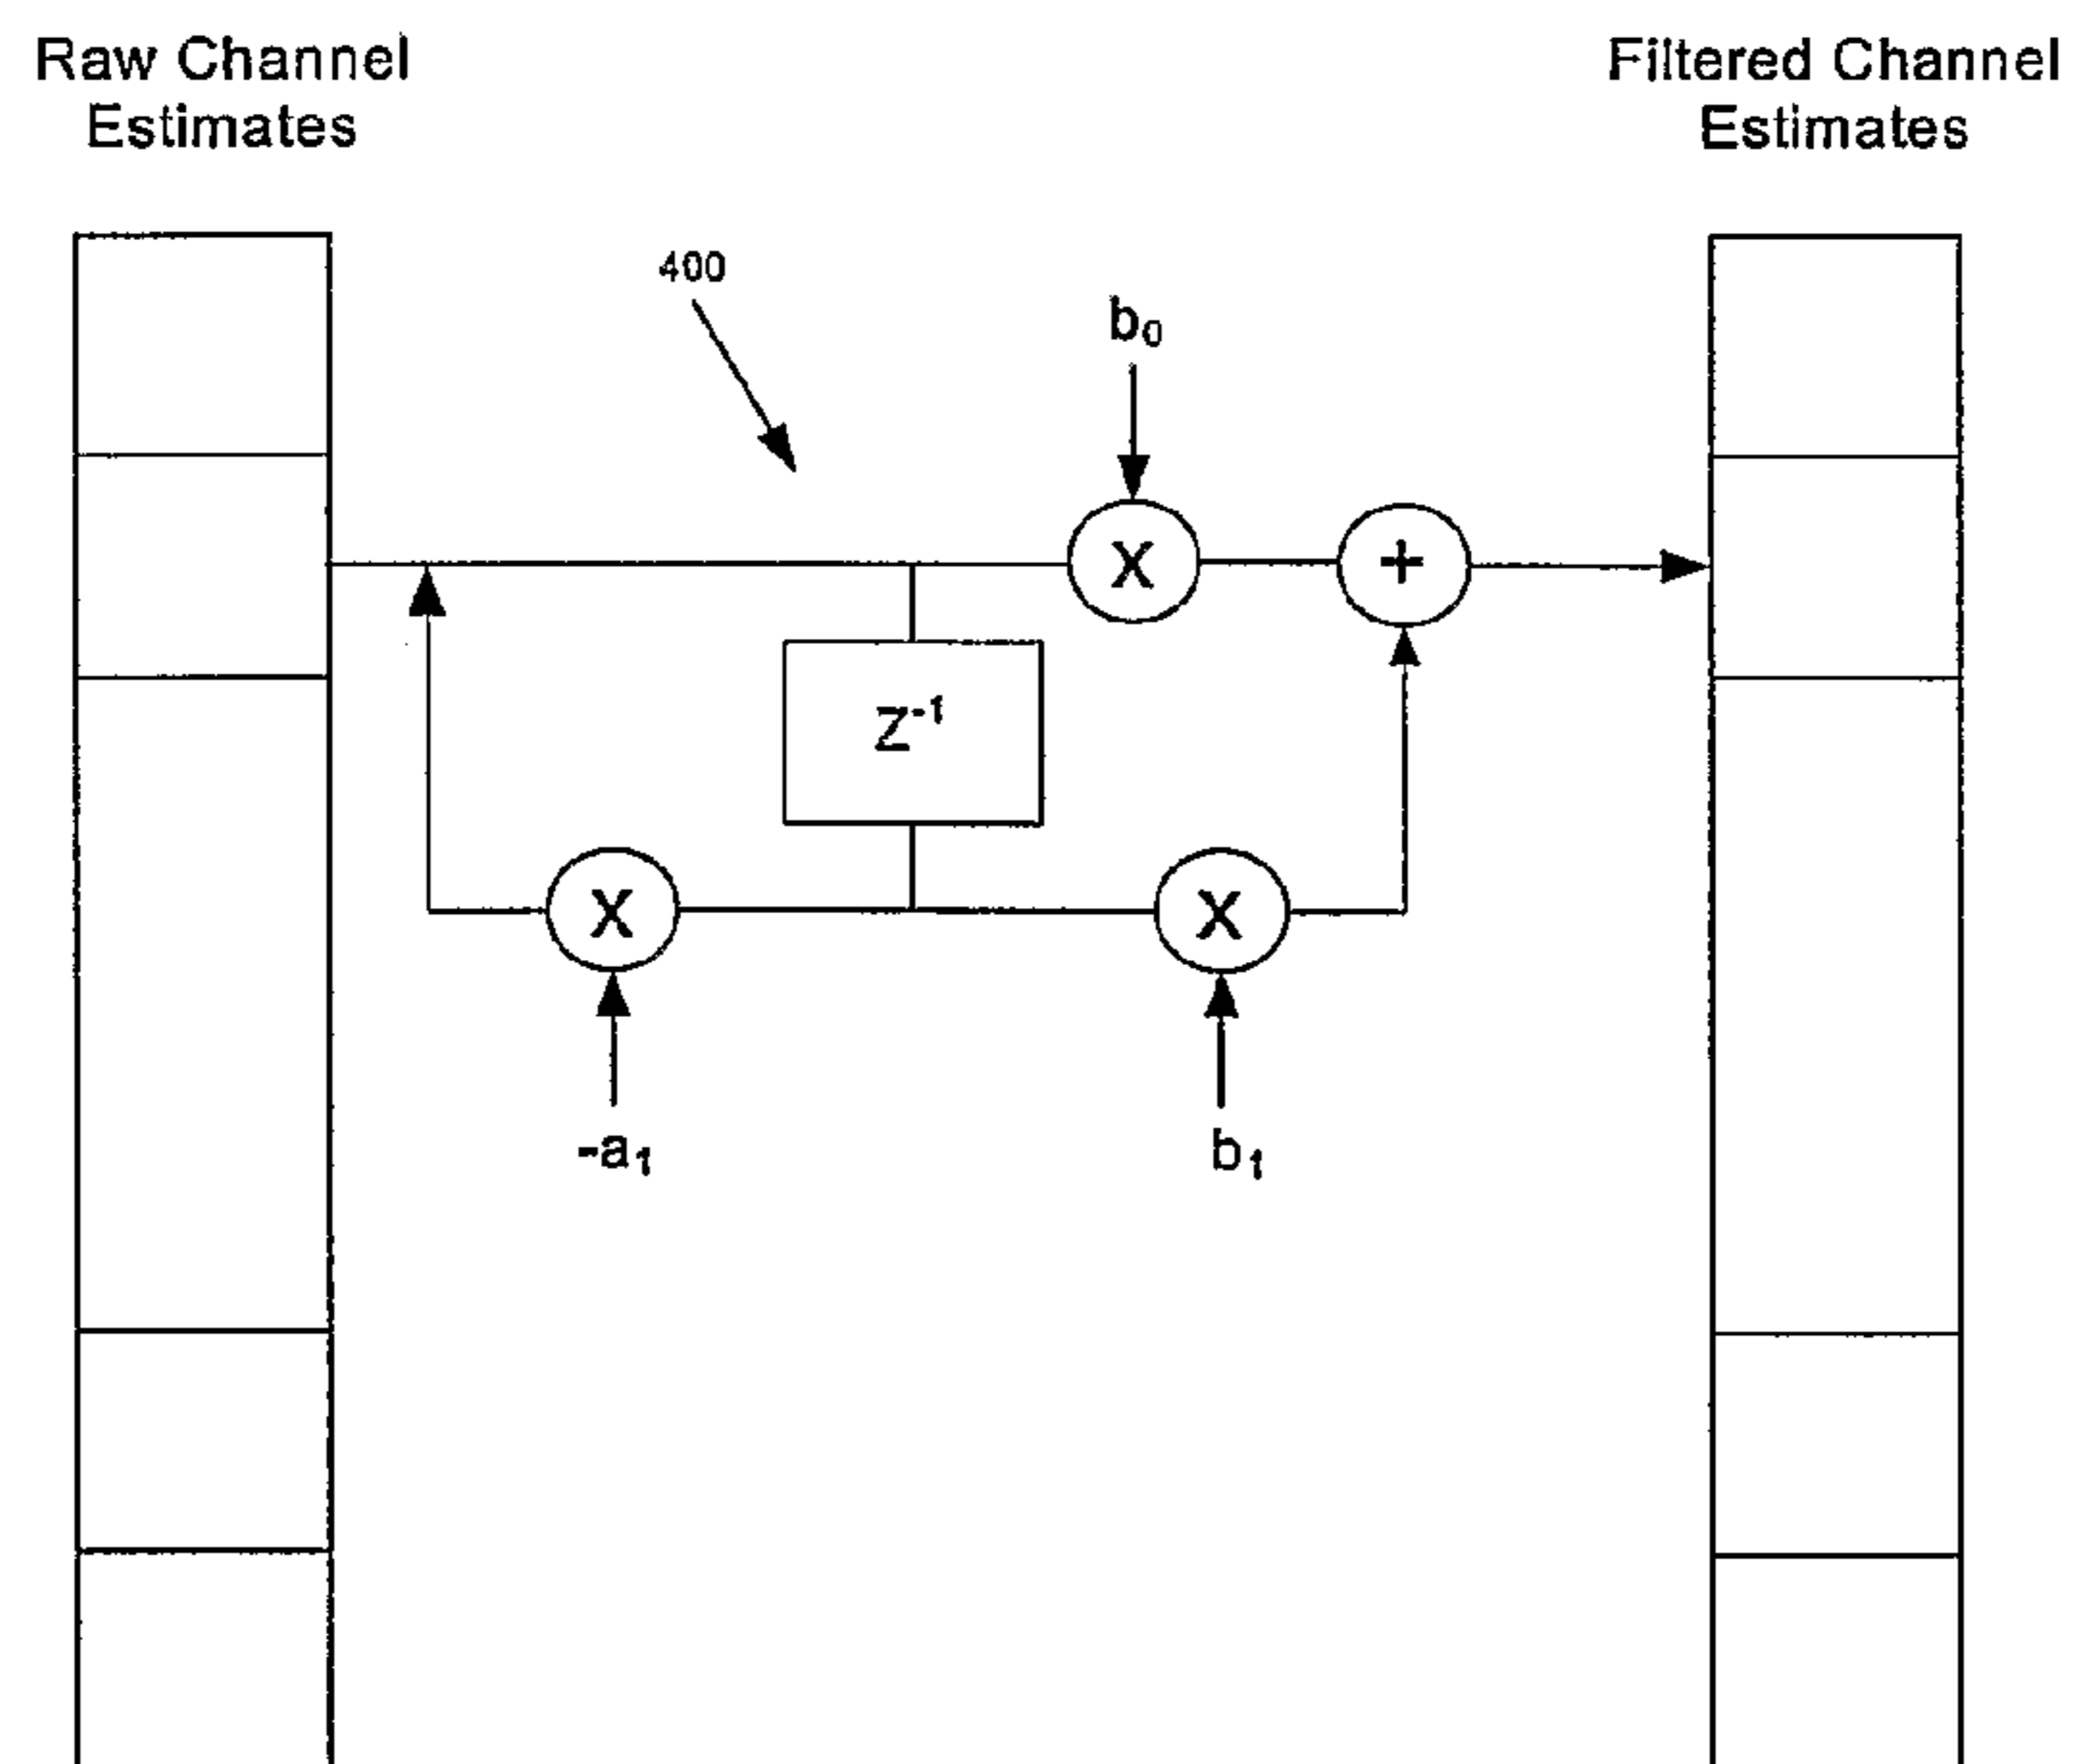 Raw Channel
Estimates
Filtered Channel
Estimates
400
b₀
X
+
Z⁻¹
X
X
-a₁
b₁